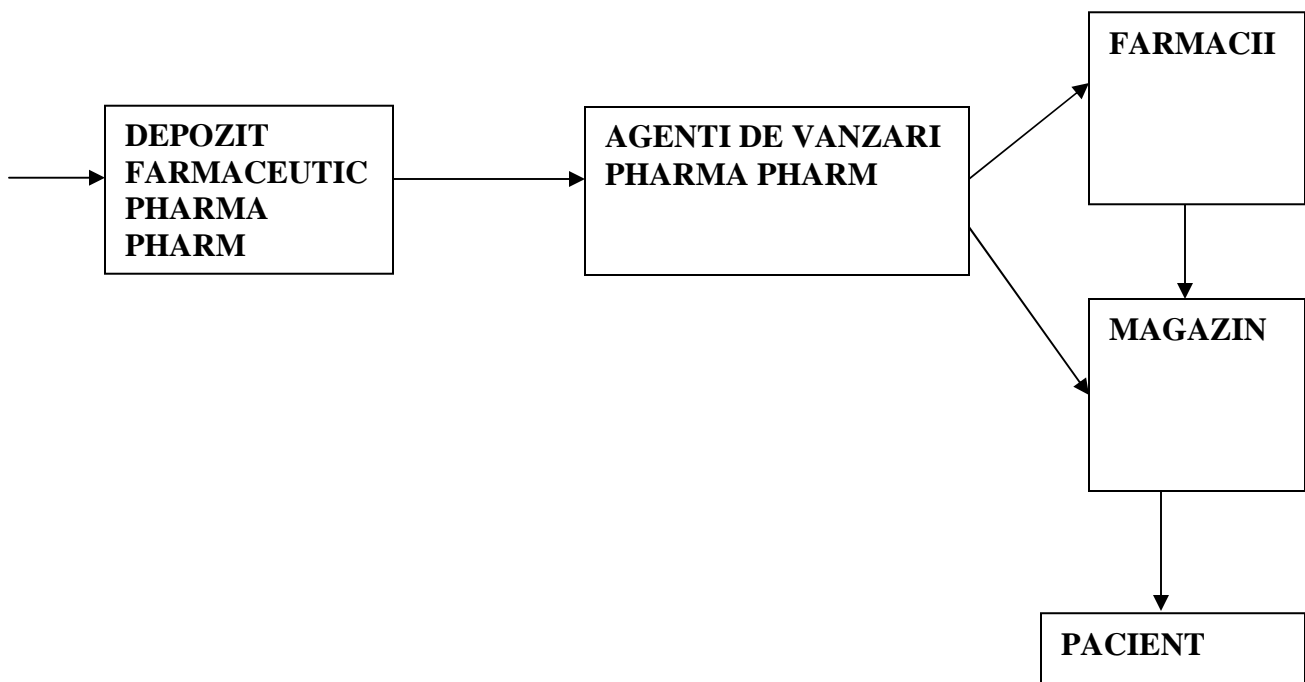 FARMACII
DEPOZIT
FARMACEUTIC
PHARMA
PHARM
AGENTI DE VANZARI
PHARMA PHARM
MAGAZIN
PACIENT